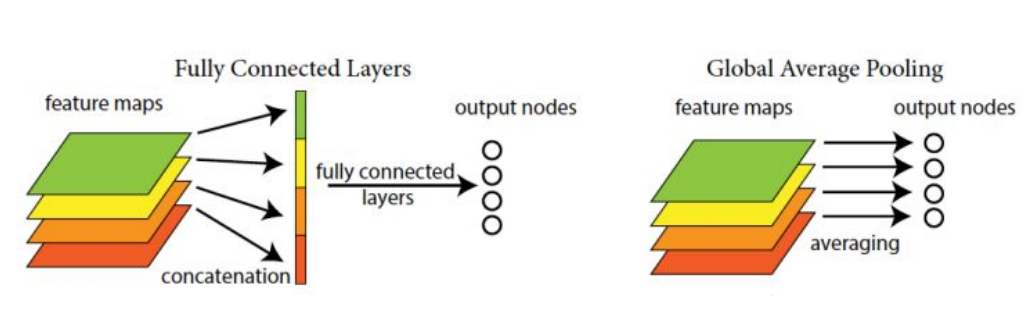 Fully Connected Layers
feature maps
output nodes
fully connected
layers
concatenation
Global Average Pooling
feature maps
output nodes
averaging